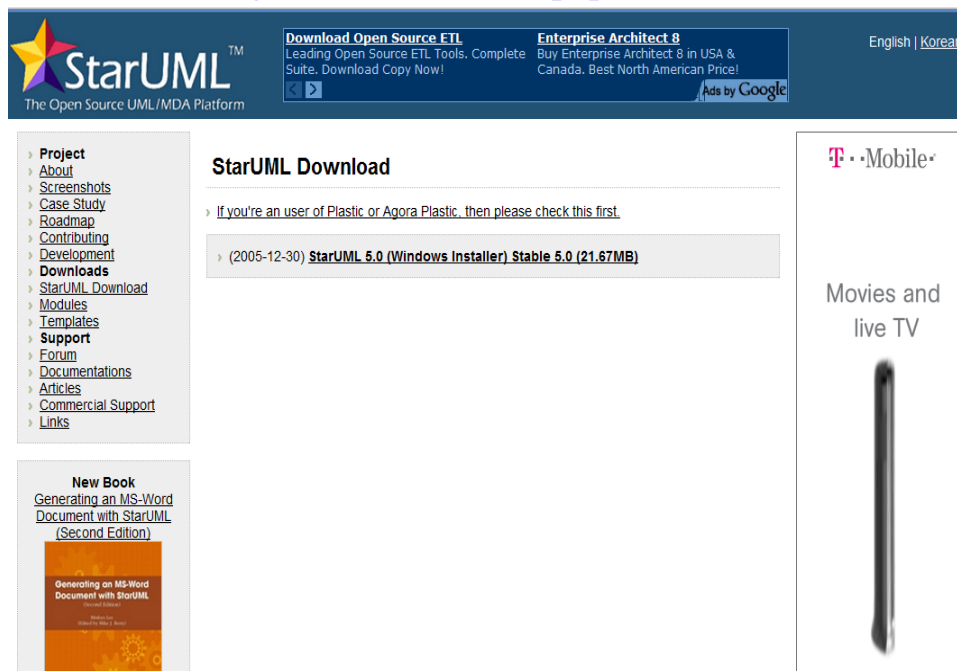 StarUML™
The Open Source UML/MDA Platform
Download Open Source ETL
Leading Open Source ETL Tools. Complete
Suite. Download Copy Now!
Enterprise Architect 8
Buy Enterprise Architect 8 in USA &
Canada. Best North American Price!
Ads by Google
English | Korean
Project
About
Screenshots
Case Study
Roadmap
Contributing
Development
Downloads
StarUML Download
Modules
Templates
Support
Forum
Documentations
Articles
Commercial Support
Links
StarUML Download
If you're an user of Plastic or Agora Plastic, then please check this first.
(2005-12-30) StarUML 5.0 (Windows Installer) Stable 5.0 (21.67MB)
T··Mobile·
Movies and
live TV
New Book
Generating an MS-Word
Document with StarUML
(Second Edition)
Generating an MS-Word
Document with StarUML
(Second Edition)